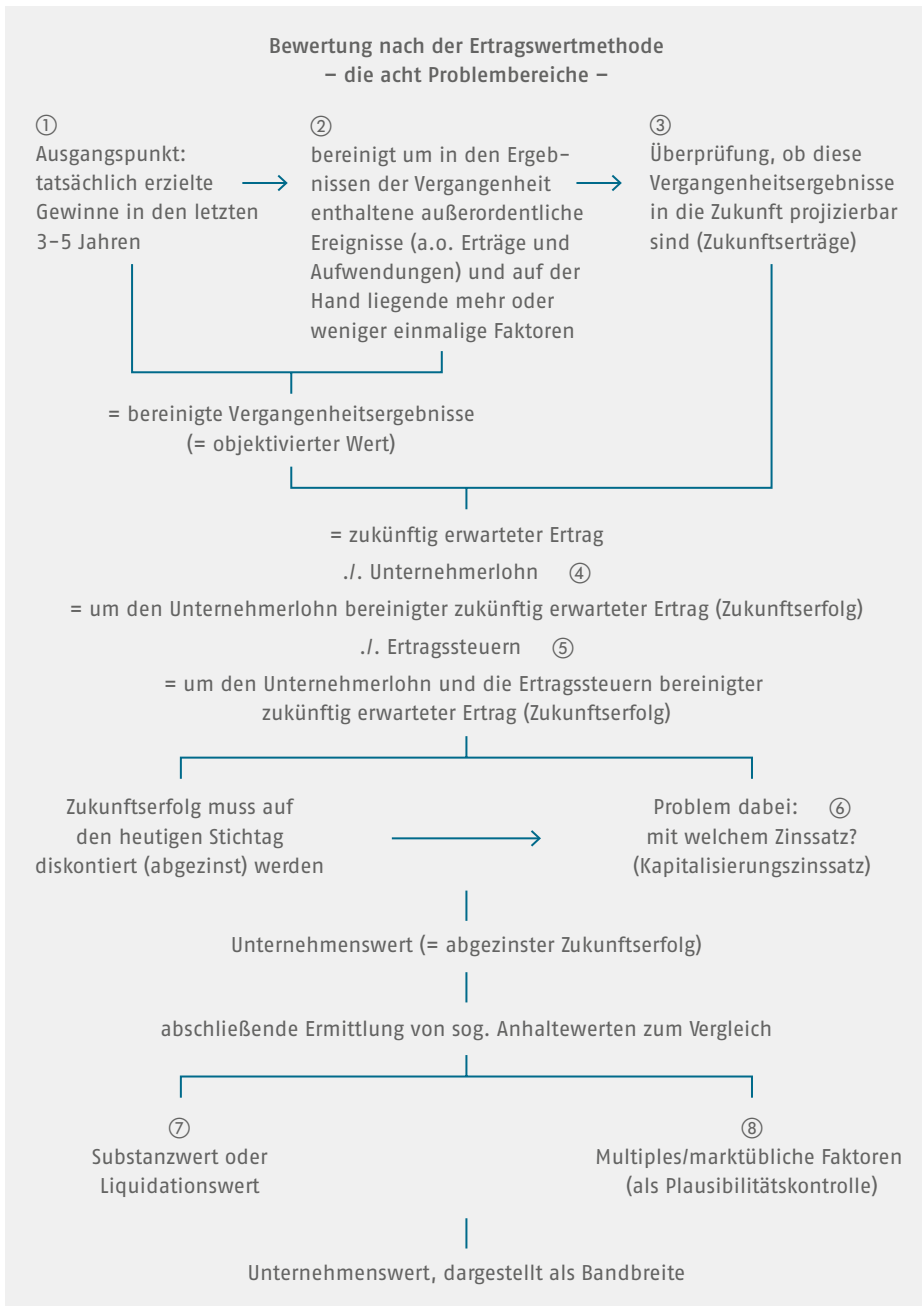 Bewertung nach der Ertragswertmethode
– die acht Problembereiche –
①
Ausgangspunkt:
tatsächlich erzielte
Gewinne in den letzten
3–5 Jahren
②
bereinigt um in den Ergeb-
nissen der Vergangenheit
enthaltene außerordentliche
Ereignisse (a.o. Erträge und
Aufwendungen) und auf der
Hand liegende mehr oder
weniger einmalige Faktoren
③
Überprüfung, ob diese
Vergangenheitsergebnisse
in die Zukunft projizierbar
sind (Zukunftserträge)
= bereinigte Vergangenheitsergebnisse
(= objektivierter Wert)
= zukünftig erwarteter Ertrag
./. Unternehmerlohn ④
= um den Unternehmerlohn bereinigter zukünftig erwarteter Ertrag (Zukunftserfolg)
./. Ertragssteuern ⑤
= um den Unternehmerlohn und die Ertragssteuern bereinigter
zukünftig erwarteter Ertrag (Zukunftserfolg)
Zukunftserfolg muss auf
den heutigen Stichtag
diskontiert (abgezinst) werden
Problem dabei: ⑥
mit welchem Zinssatz?
(Kapitalisierungszinssatz)
Unternehmenswert (= abgezinster Zukunftserfolg)
abschließende Ermittlung von sog. Anhaltewerten zum Vergleich
⑦
Substanzwert oder
Liquidationswert
⑧
Multiples/marktübliche Faktoren
(als Plausibilitätskontrolle)
Unternehmenswert, dargestellt als Bandbreite